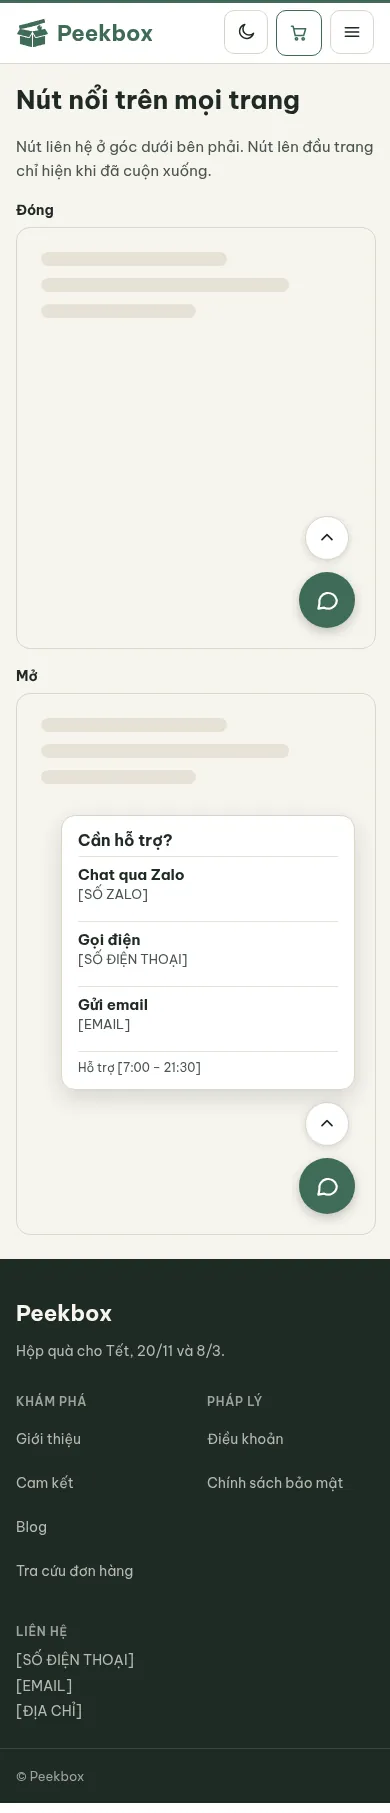 Peekbox
Nút nổi trên mọi trang
Nút liên hệ ở góc dưới bên phải. Nút lên đầu trang
chỉ hiện khi đã cuộn xuống.
Đóng
Mở
Cần hỗ trợ?
Chat qua Zalo
[SỐ ZALO]
Gọi điện
[SỐ ĐIỆN THOẠI]
Gửi email
[EMAIL]
Hỗ trợ [7:00 – 21:30]
Peekbox
Hộp quà cho Tết, 20/11 và 8/3.
KHÁM PHÁ
Giới thiệu
Cam kết
Blog
Tra cứu đơn hàng
PHÁP LÝ
Điều khoản
Chính sách bảo mật
LIÊN HỆ
[SỐ ĐIỆN THOẠI]
[EMAIL]
[ĐỊA CHỈ]
© Peekbox